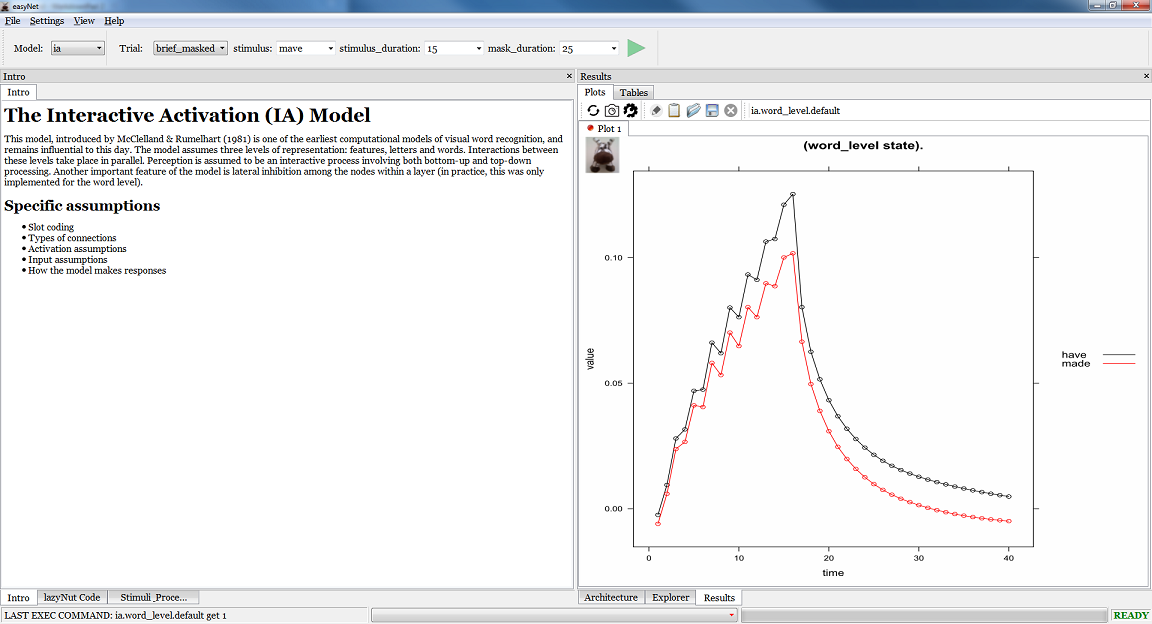 easyNet
File Settings View Help
Model: ia Trial: brief_masked stimulus: mave stimulus_duration: 15 mask_duration: 25
Intro
Intro
The Interactive Activation (IA) Model
This model, introduced by McClelland & Rumelhart (1981) is one of the earliest computational models of visual word recognition, and
remains influential to this day. The model assumes three levels of representation: features, letters and words. Interactions between
these levels take place in parallel. Perception is assumed to be an interactive process involving both bottom-up and top-down
processing. Another important feature of the model is lateral inhibition among the nodes within a layer (in practice, this was only
implemented for the word level).
Specific assumptions
Slot coding
Types of connections
Activation assumptions
Input assumptions
How the model makes responses
Intro lazyNut Code Stimuli_Proce...
Results
Plots Tables
ia.word_level.default
Plot 1
(word_level state).
value
0.10
0.05
0.00
0 10 20 30 40
time
have
made
Architecture Explorer Results
LAST EXEC COMMAND: ia.word_level.default get 1
READY